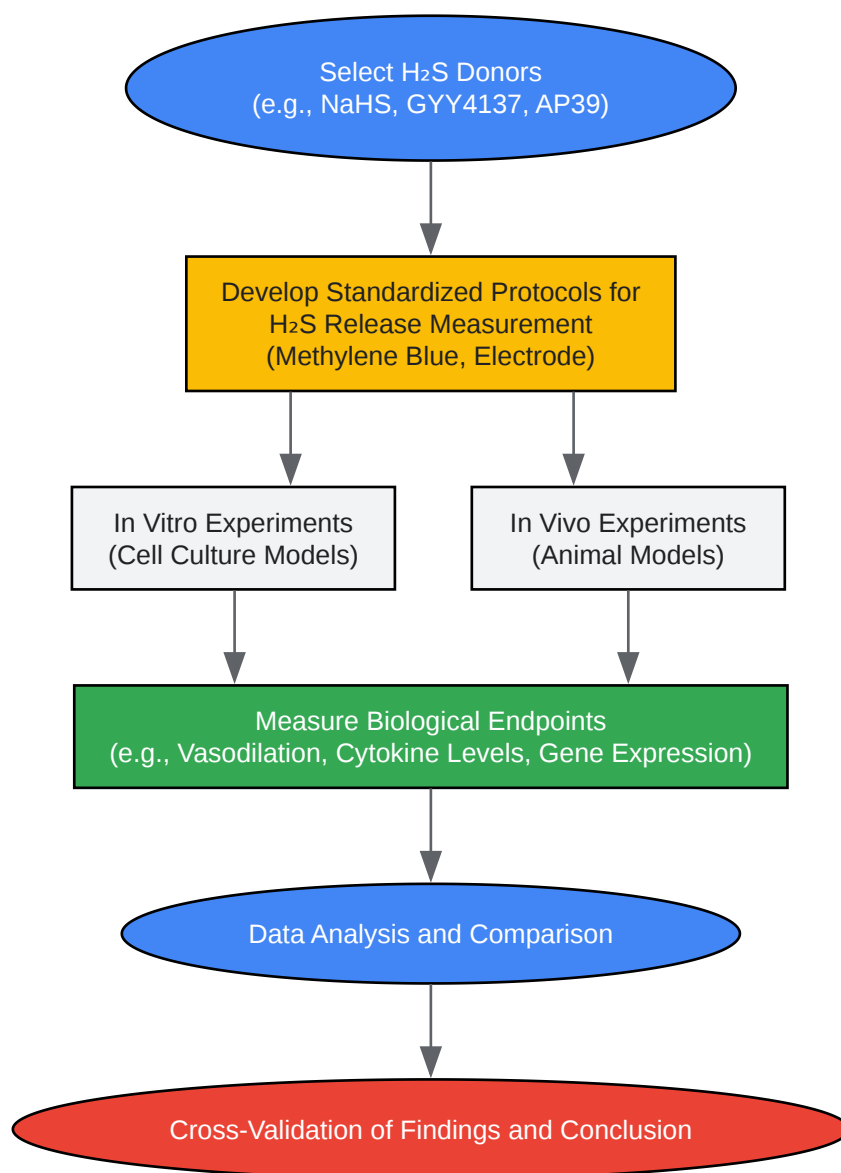 Select H₂S Donors
(e.g., NaHS, GYY4137, AP39)
Develop Standardized Protocols for
H₂S Release Measurement
(Methylene Blue, Electrode)
In Vitro Experiments
(Cell Culture Models)
In Vivo Experiments
(Animal Models)
Measure Biological Endpoints
(e.g., Vasodilation, Cytokine Levels, Gene Expression)
Data Analysis and Comparison
Cross-Validation of Findings and Conclusion